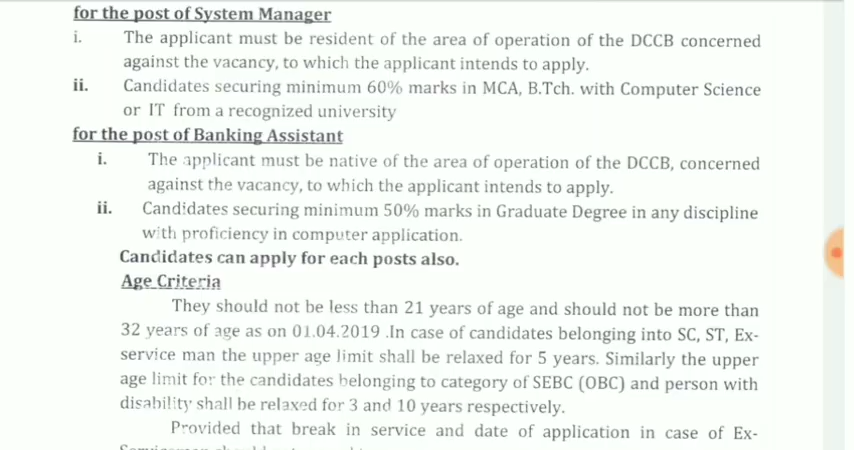 for the post of System Manager
i. The applicant must be resident of the area of operation of the DCCB concerned
against the vacancy, to which the applicant intends to apply.
ii. Candidates securing minimum 60% marks in MCA, B.Tch. with Computer Science
or IT from a recognized university
for the post of Banking Assistant
i. The applicant must be native of the area of operation of the DCCB, concerned
against the vacancy, to which the applicant intends to apply.
ii. Candidates securing minimum 50% marks in Graduate Degree in any discipline
with proficiency in computer application.
Candidates can apply for each posts also.
Age Criteria
They should not be less than 21 years of age and should not be more than
32 years of age as on 01.04.2019 .In case of candidates belonging into SC, ST, Ex-
service man the upper age limit shall be relaxed for 5 years. Similarly the upper
age limit for the candidates belonging to category of SEBC (OBC) and person with
disability shall be relaxed for 3 and 10 years respectively.
Provided that break in service and date of application in case of Ex-